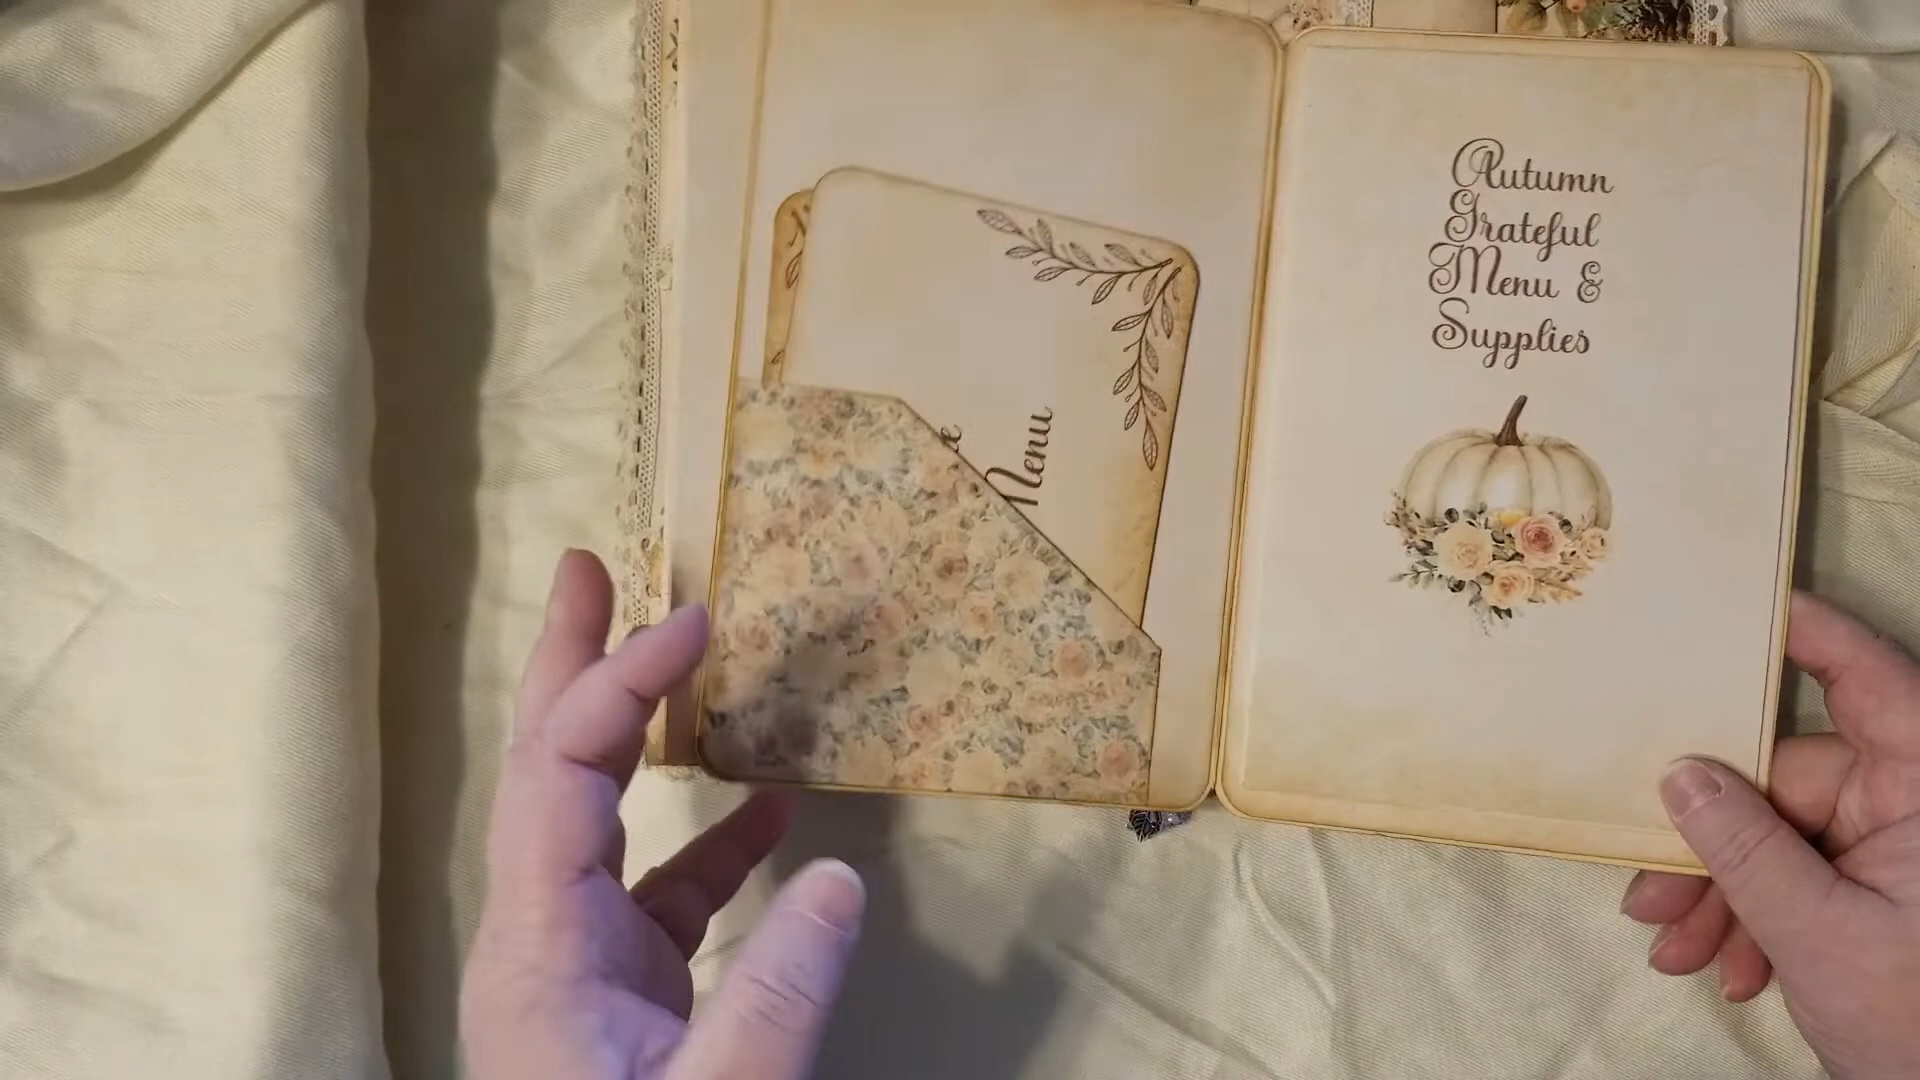 Menu
Autumn
Grateful
Menu &
Supplies